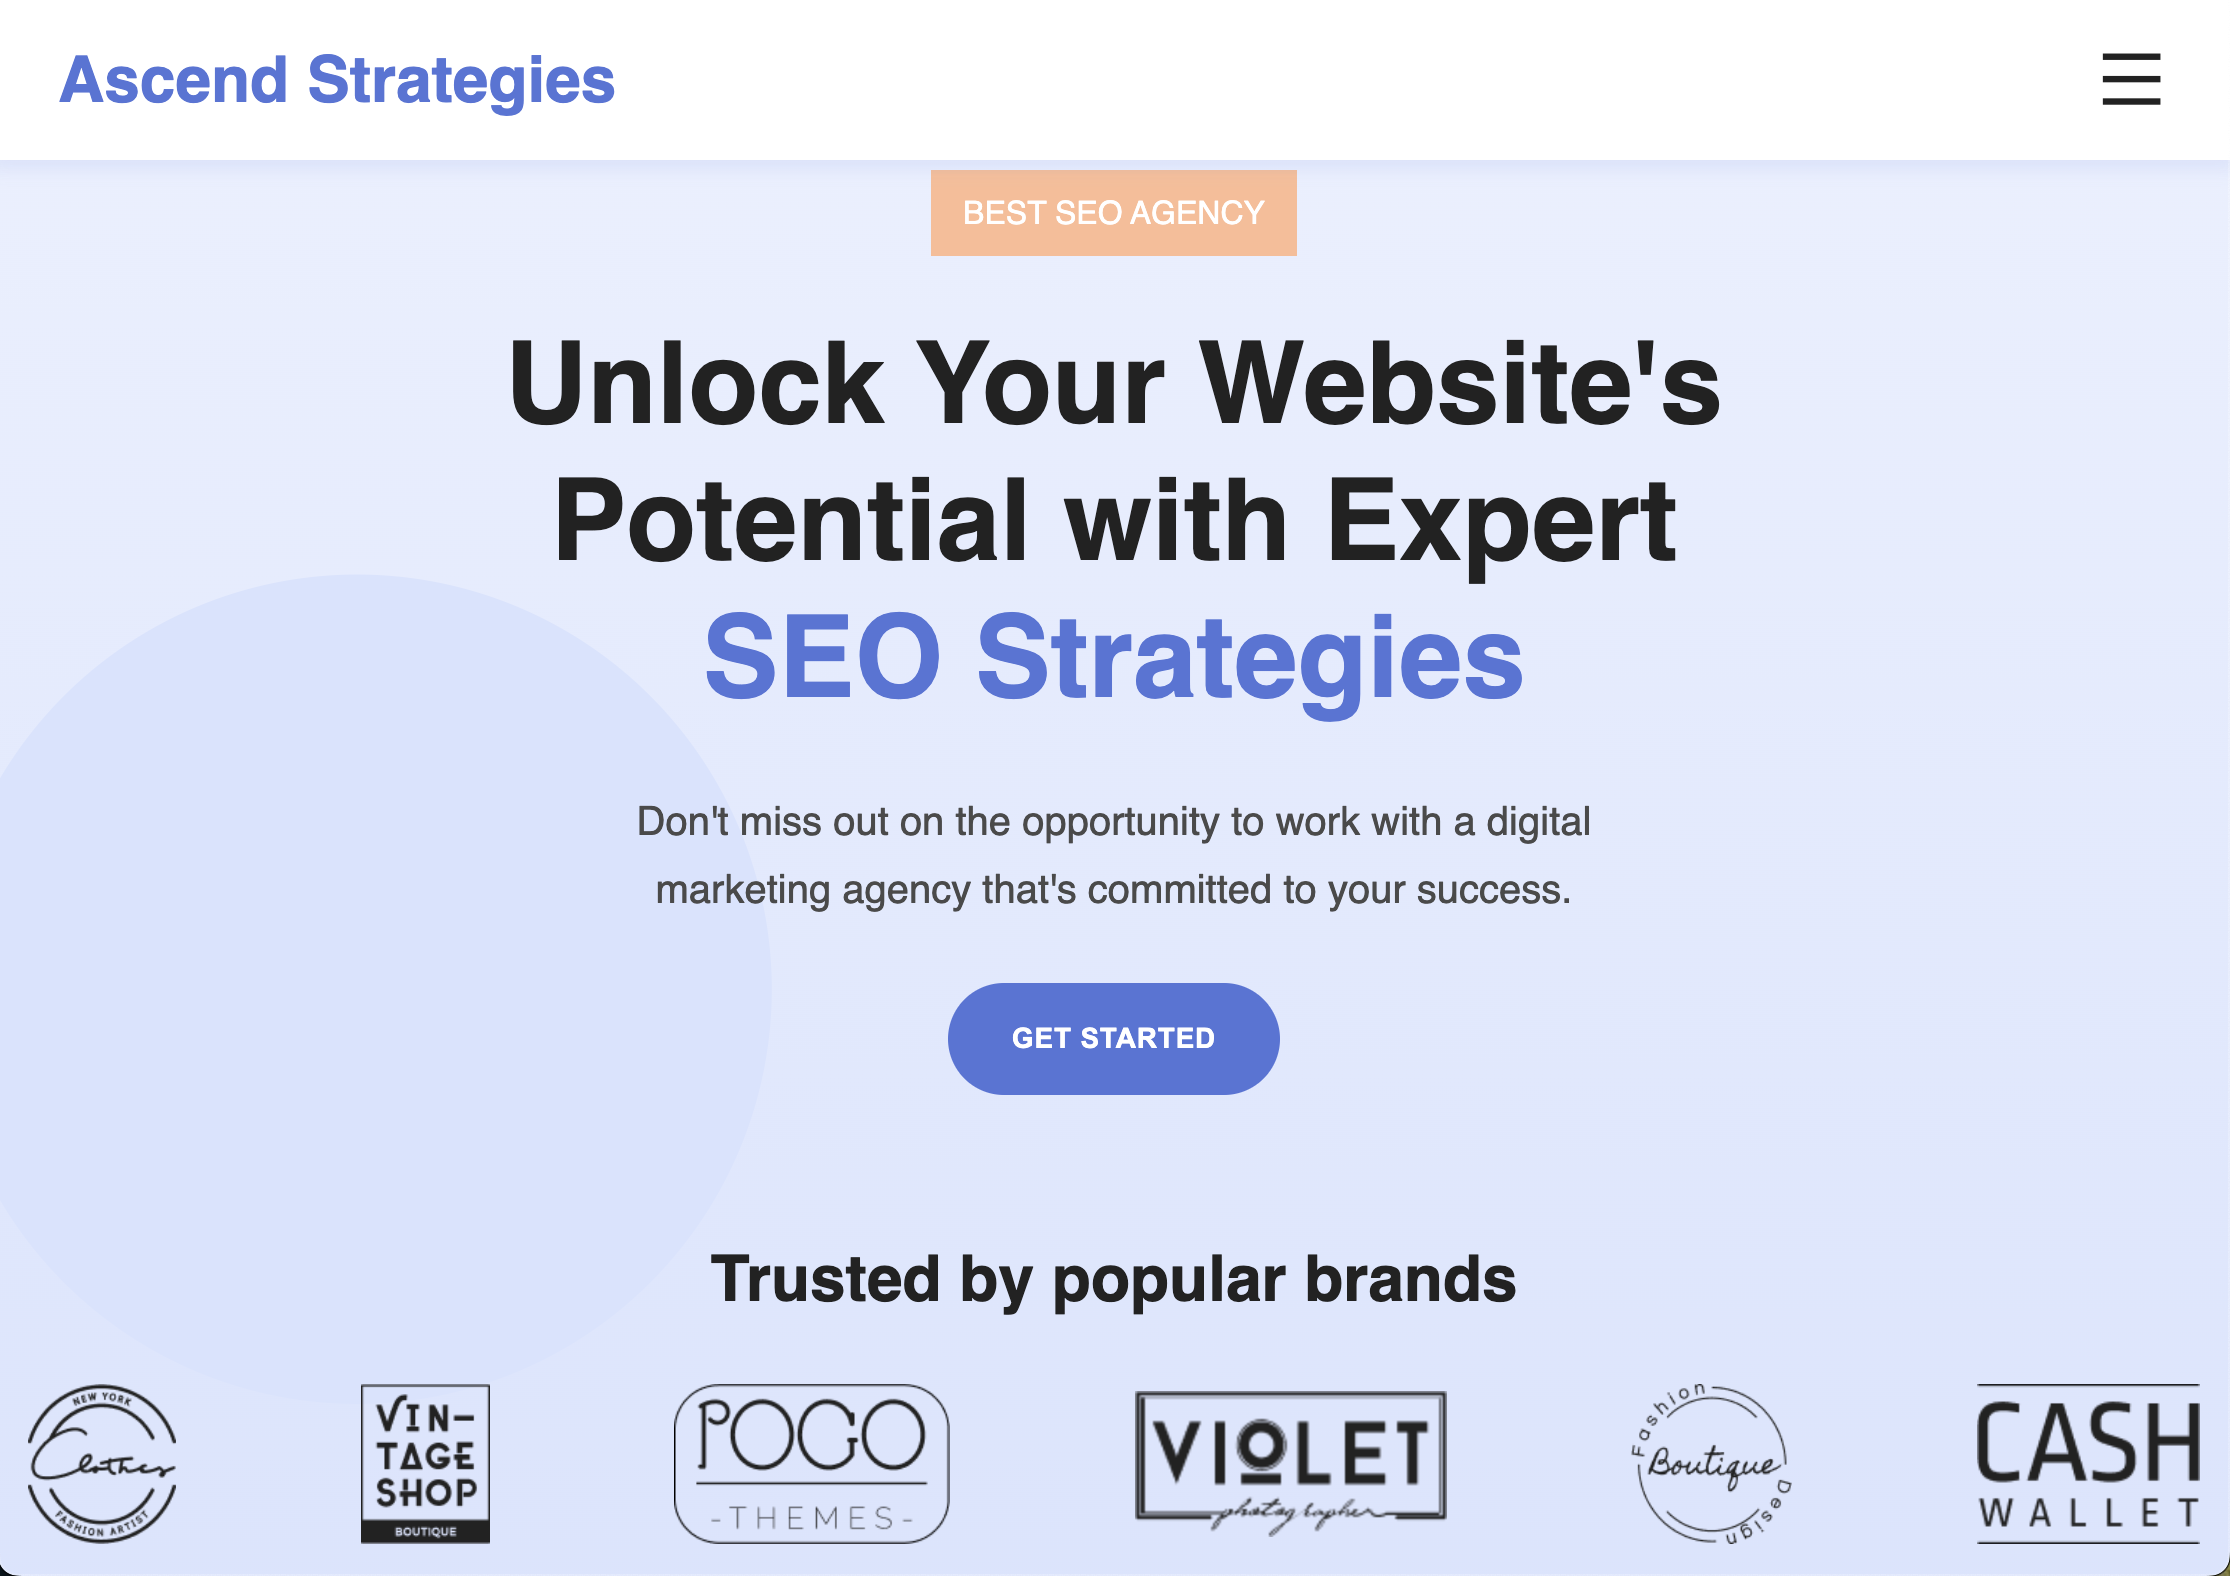 Ascend Strategies
BEST SEO AGENCY
Unlock Your Website's
Potential with Expert
SEO Strategies
Don't miss out on the opportunity to work with a digital
marketing agency that's committed to your success.
GET STARTED
Trusted by popular brands
NEW YORK
Clothes
FASHION ARTIST
VIN-
TAGE
SHOP
BOUTIQUE
POGO
-THEMES-
VIOLET
photographer
Fashion
Boutique
Design
CASH
WALLET